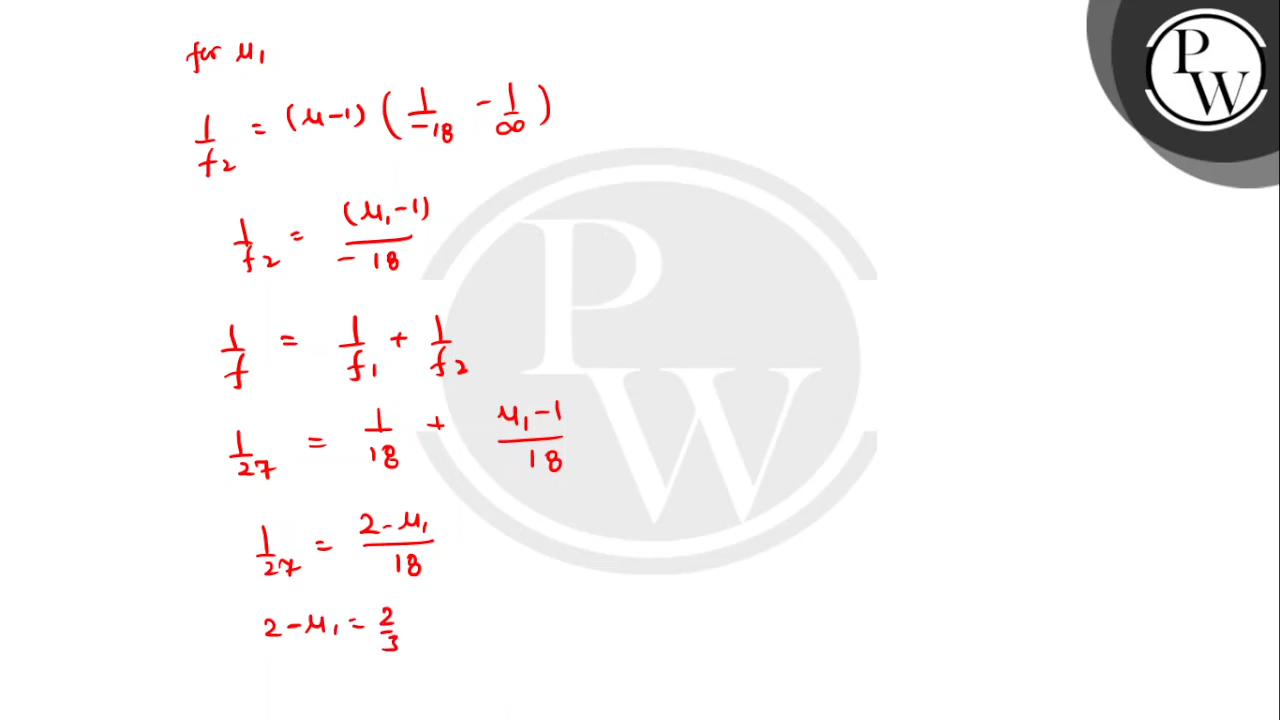 for μ₁
1/f₂ = (μ-1) (1/-18 - 1/∞)
1/f₂ = (μ₁-1)/-18
1/f = 1/f₁ + 1/f₂
1/27 = 1/18 + μ₁-1/18
1/27 = 2-μ₁/18
2-μ₁ = 2/3
PW
PW